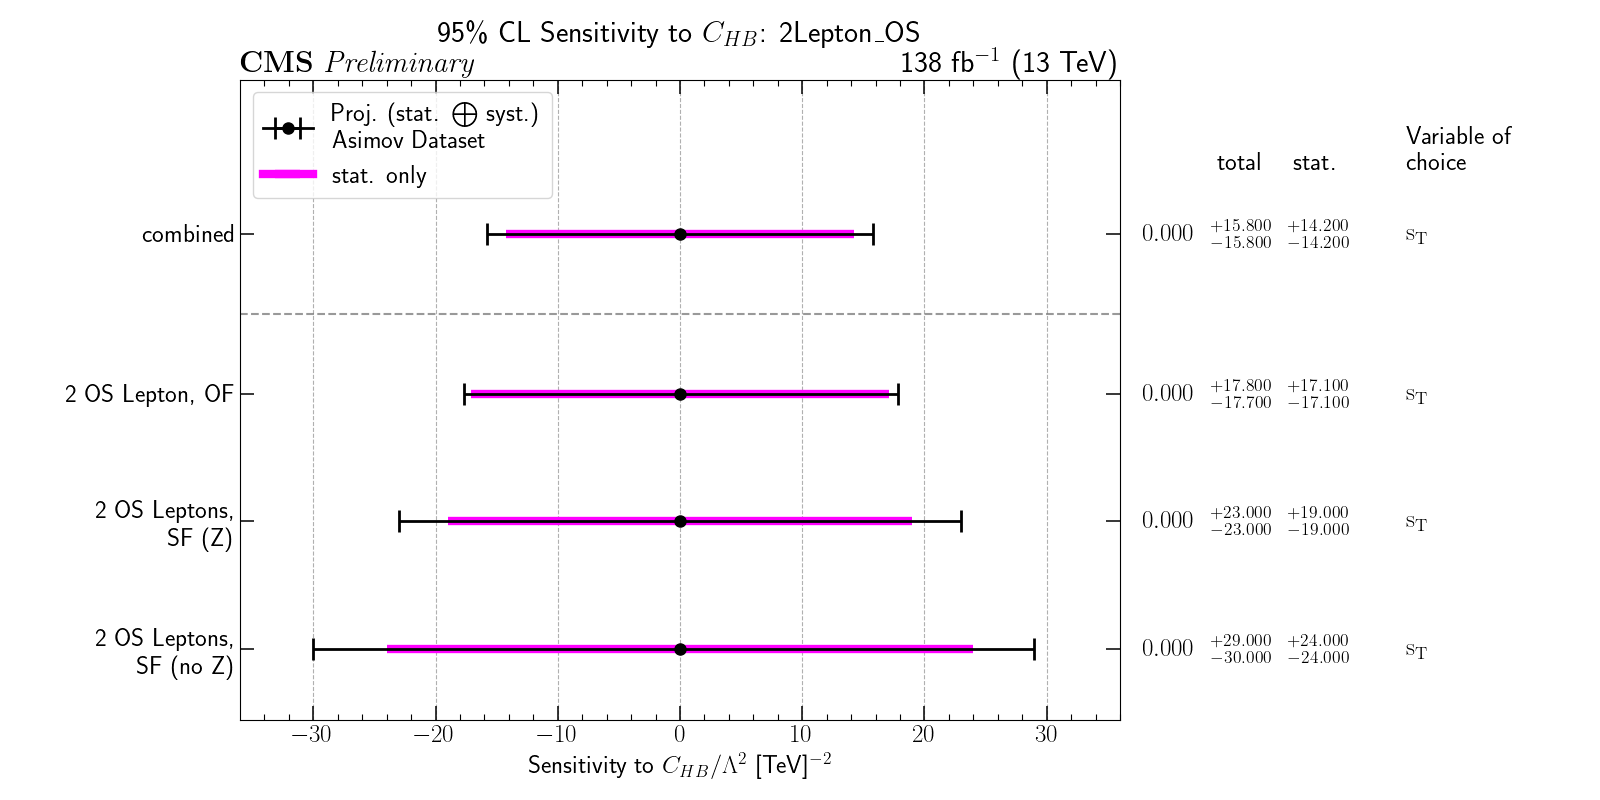 95% CL Sensitivity to C_{HB}: 2Lepton_OS
CMS Preliminary 138 fb^{-1} (13 TeV)
Proj. (stat. ⨁ syst.)
Asimov Dataset
stat. only
Variable of
choice
total stat.
combined 0.000 +15.800 −15.800 +14.200 −14.200 s_T
2 OS Lepton, OF 0.000 +17.800 −17.700 +17.100 −17.100 s_T
2 OS Leptons,
SF (Z) 0.000 +23.000 −23.000 +19.000 −19.000 s_T
2 OS Leptons,
SF (no Z) 0.000 +29.000 −30.000 +24.000 −24.000 s_T
−30 −20 −10 0 10 20 30
Sensitivity to C_{HB}/Λ^2 [TeV]^{−2}